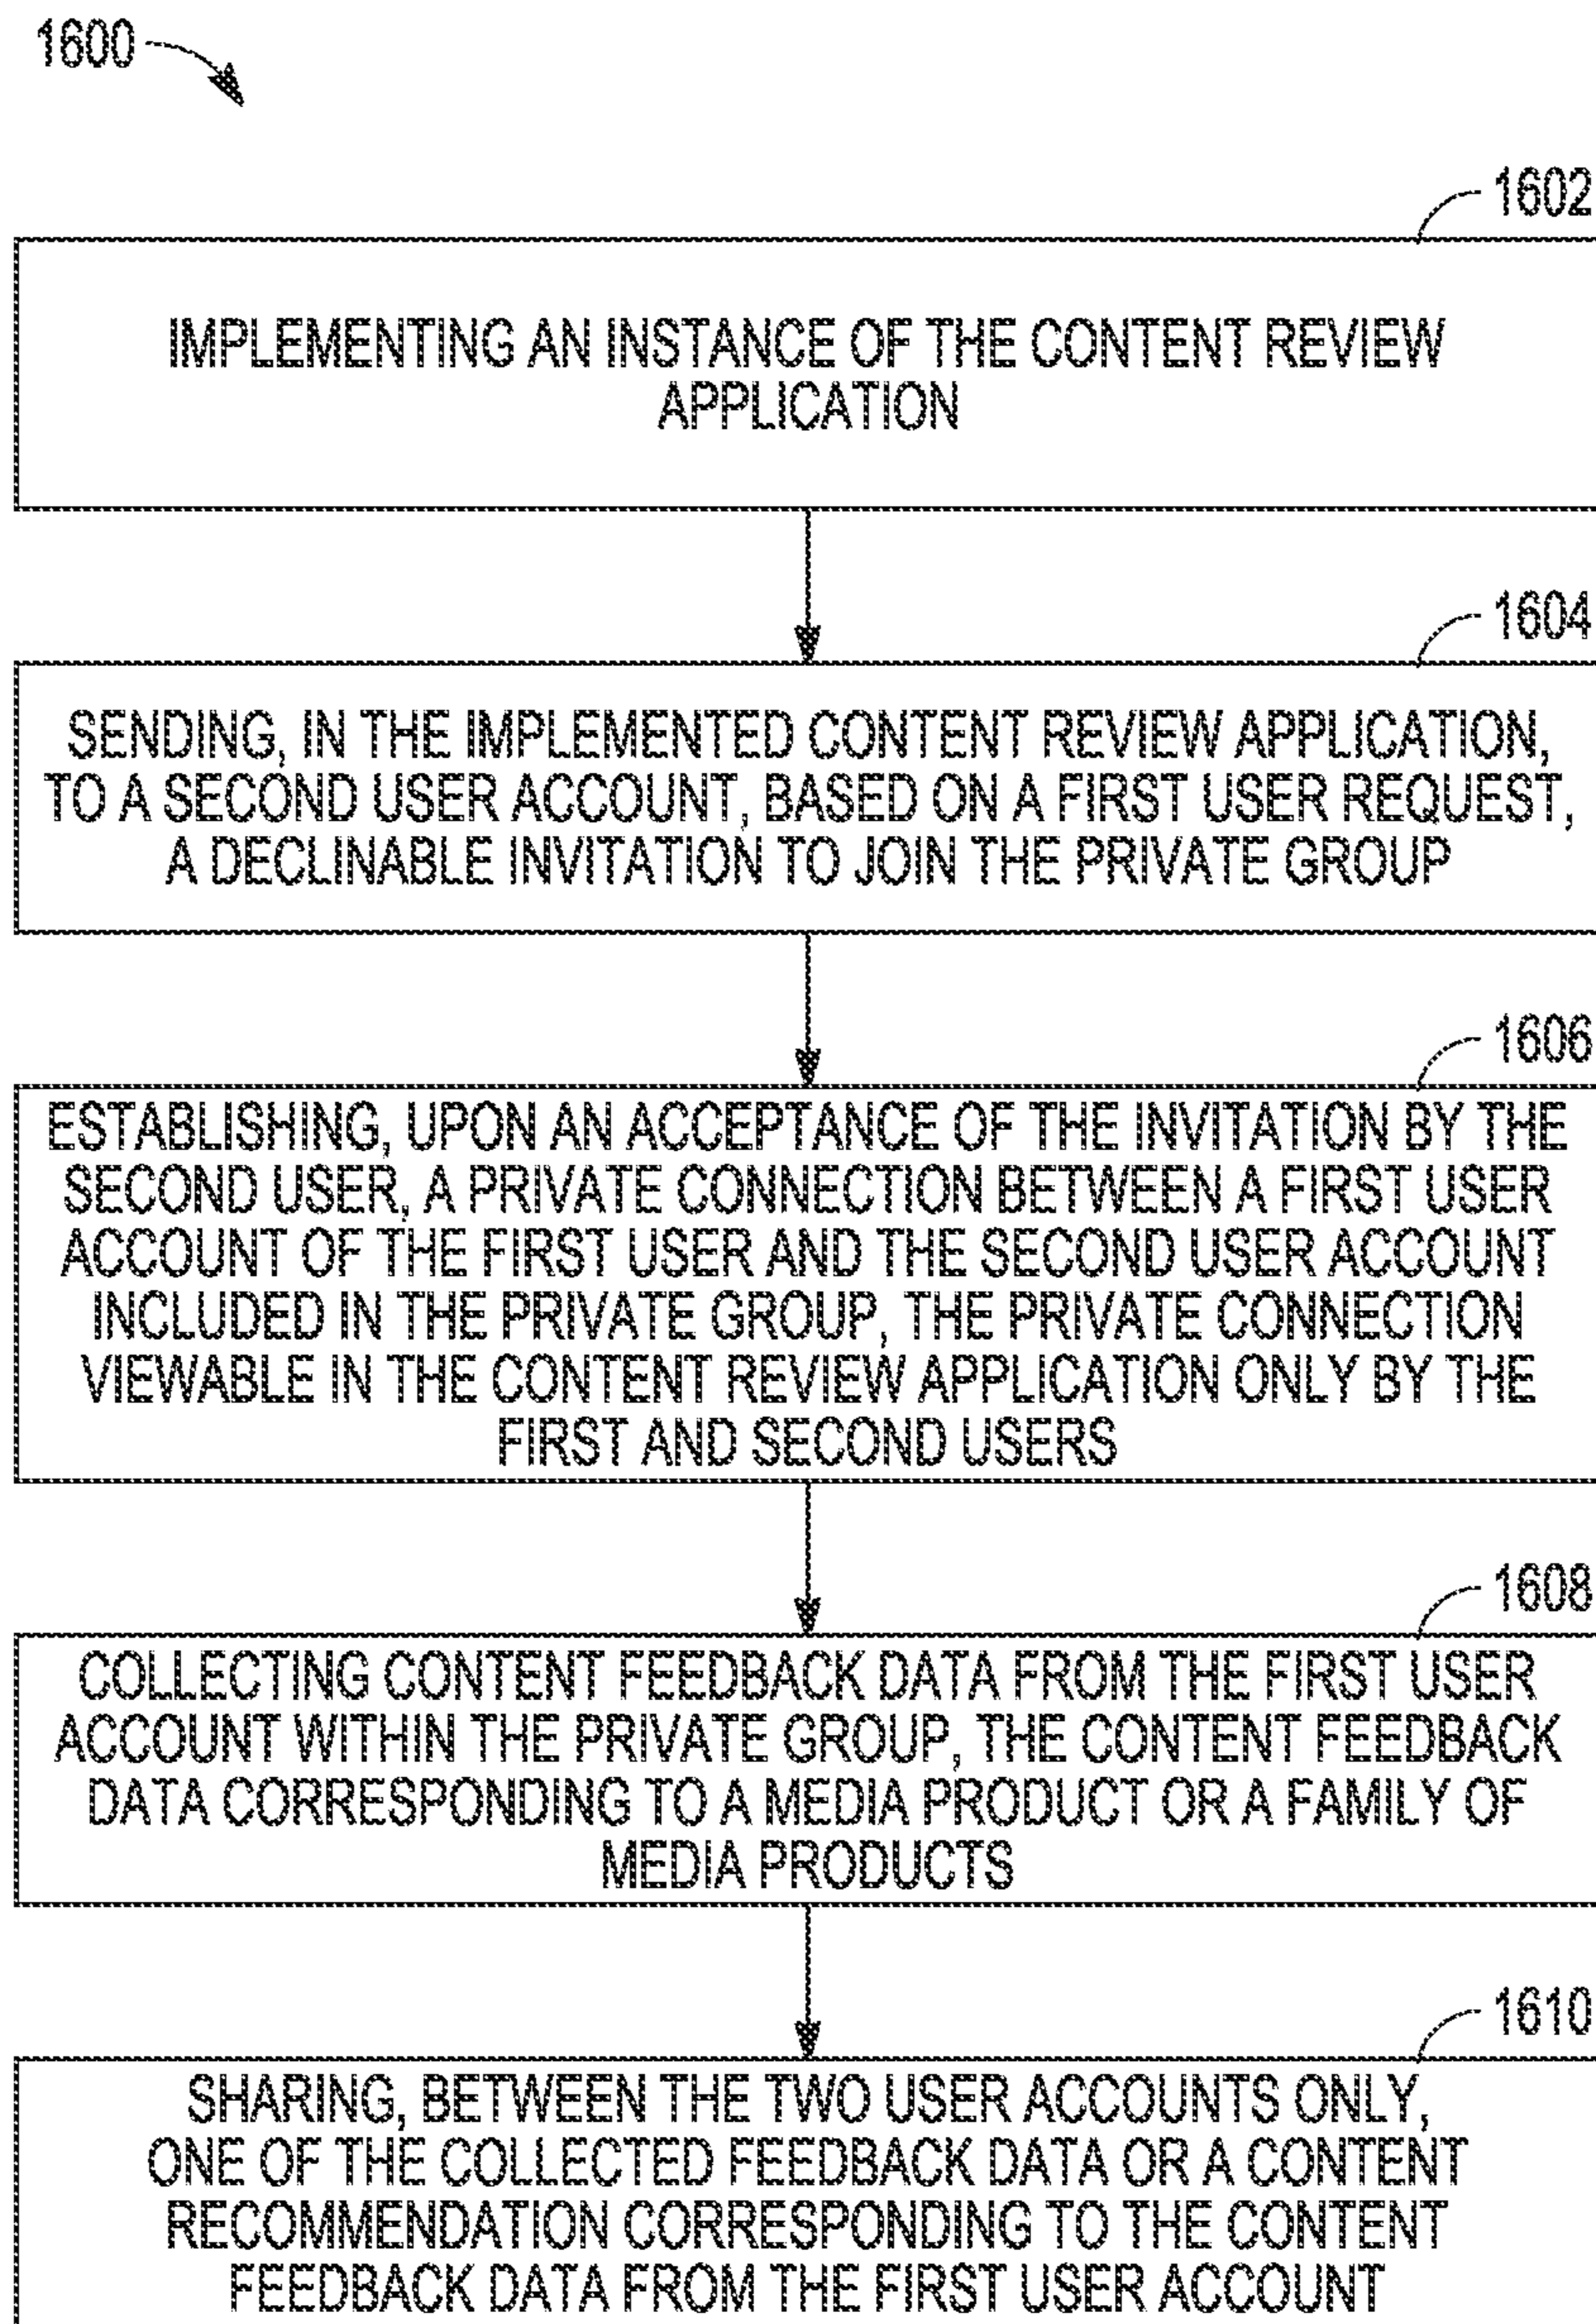 1600
1602
IMPLEMENTING AN INSTANCE OF THE CONTENT REVIEW
APPLICATION
1604
SENDING, IN THE IMPLEMENTED CONTENT REVIEW APPLICATION,
TO A SECOND USER ACCOUNT, BASED ON A FIRST USER REQUEST,
A DECLINABLE INVITATION TO JOIN THE PRIVATE GROUP
1606
ESTABLISHING, UPON AN ACCEPTANCE OF THE INVITATION BY THE
SECOND USER, A PRIVATE CONNECTION BETWEEN A FIRST USER
ACCOUNT OF THE FIRST USER AND THE SECOND USER ACCOUNT
INCLUDED IN THE PRIVATE GROUP, THE PRIVATE CONNECTION
VIEWABLE IN THE CONTENT REVIEW APPLICATION ONLY BY THE
FIRST AND SECOND USERS
1608
COLLECTING CONTENT FEEDBACK DATA FROM THE FIRST USER
ACCOUNT WITHIN THE PRIVATE GROUP, THE CONTENT FEEDBACK
DATA CORRESPONDING TO A MEDIA PRODUCT OR A FAMILY OF
MEDIA PRODUCTS
1610
SHARING, BETWEEN THE TWO USER ACCOUNTS ONLY,
ONE OF THE COLLECTED FEEDBACK DATA OR A CONTENT
RECOMMENDATION CORRESPONDING TO THE CONTENT
FEEDBACK DATA FROM THE FIRST USER ACCOUNT